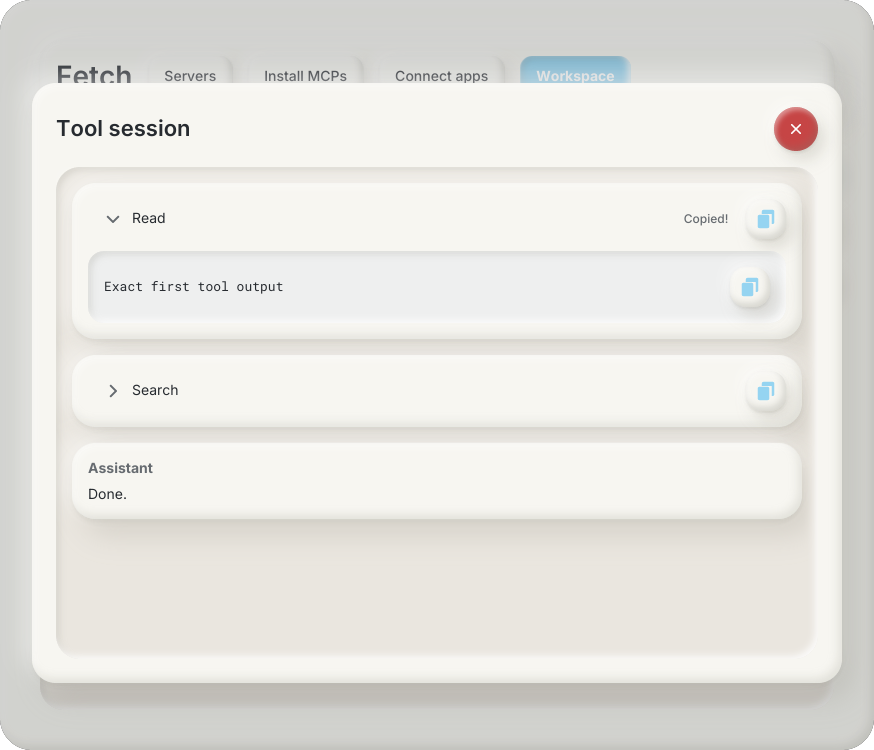 Fetch
Servers
Install MCPs
Connect apps
Workspace
Tool session
Read
Copied!
Exact first tool output
Search
Assistant
Done.